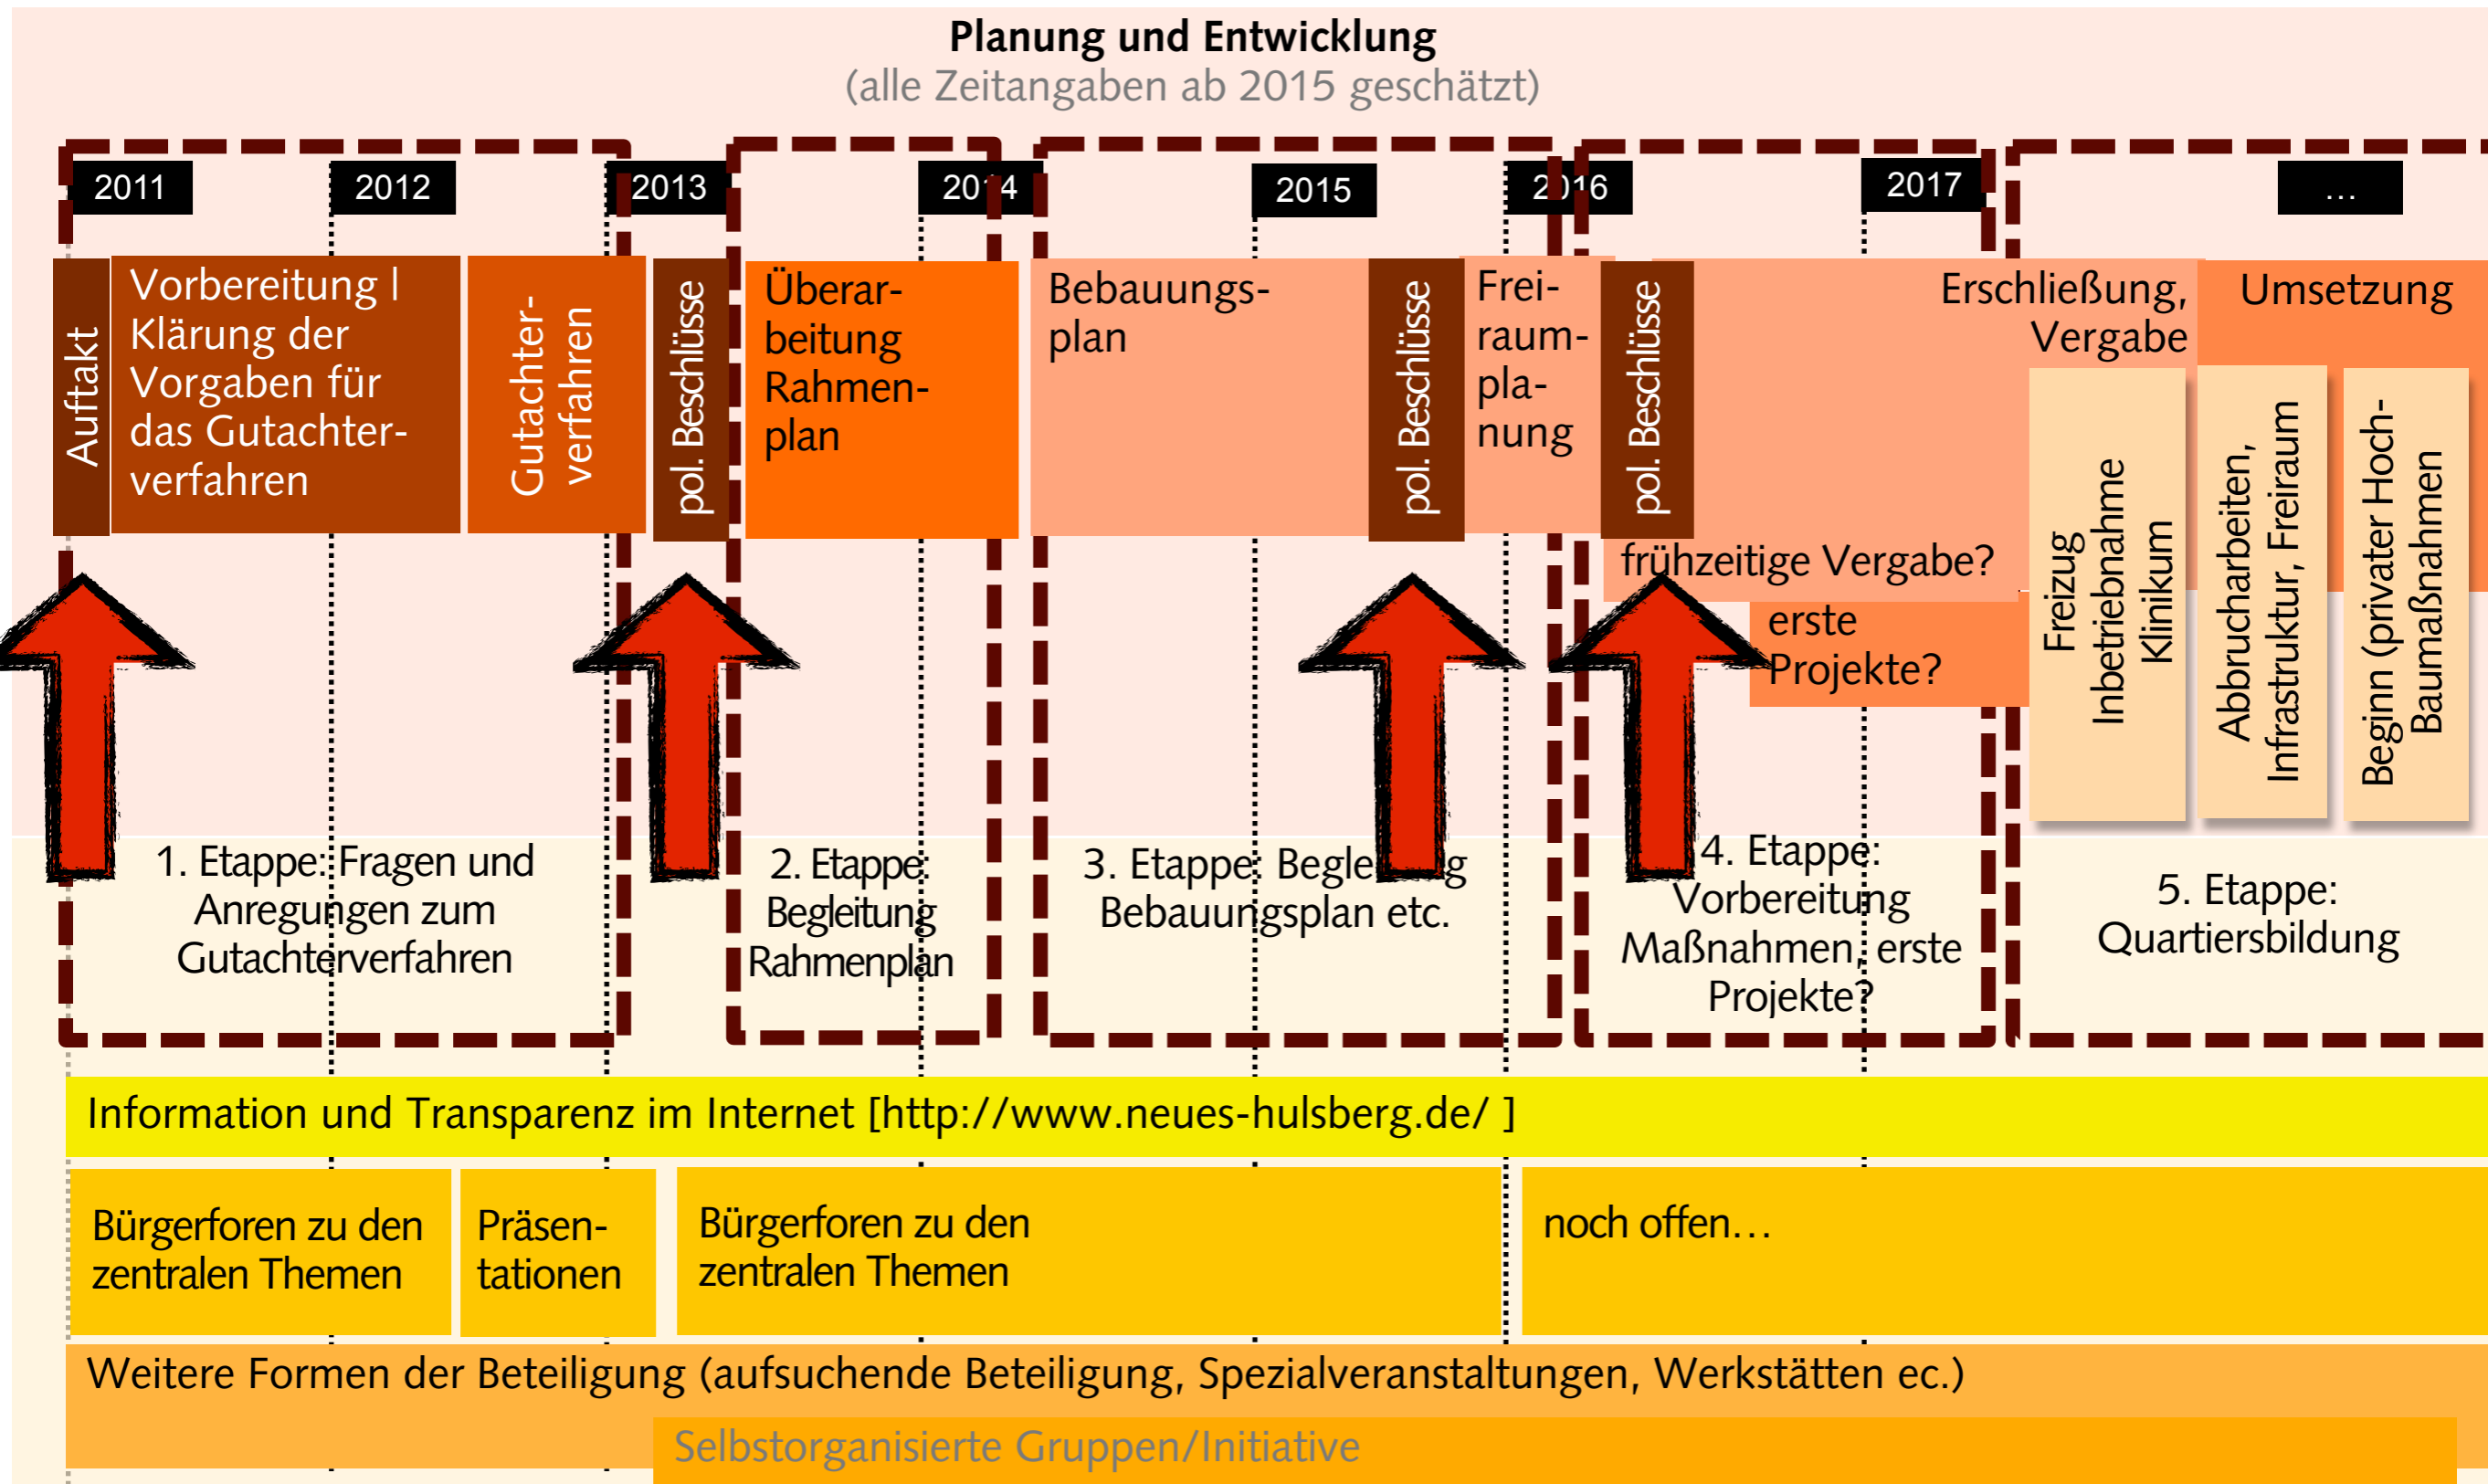 Planung und Entwicklung
(alle Zeitangaben ab 2015 geschätzt)
2011
2012
2013
2014
2015
2016
2017
...
Auftakt
Vorbereitung |
Klärung der
Vorgaben für
das Gutachter-
verfahren
Gutachter-
verfahren
pol. Beschlüsse
Überar-
beitung
Rahmen-
plan
Bebauungs-
plan
pol. Beschlüsse
Frei-
raum-
pla-
nung
pol. Beschlüsse
Erschließung,
Vergabe
Umsetzung
frühzeitige Vergabe?
erste
Projekte?
Freizug
Inbetriebnahme
Klinikum
Abbrucharbeiten,
Infrastruktur, Freiraum
Beginn (privater Hoch-
Baumaßnahmen
1. Etappe: Fragen und
Anregungen zum
Gutachterverfahren
2. Etappe:
Begleitung
Rahmenplan
3. Etappe: Begleitung
Bebauungsplan etc.
4. Etappe:
Vorbereitung
Maßnahmen, erste
Projekte?
5. Etappe:
Quartiersbildung
Information und Transparenz im Internet [http://www.neues-hulsberg.de/ ]
Bürgerforen zu den
zentralen Themen
Präsen-
tationen
Bürgerforen zu den
zentralen Themen
noch offen...
Weitere Formen der Beteiligung (aufsuchende Beteiligung, Spezialveranstaltungen, Werkstätten ec.)
Selbstorganisierte Gruppen/Initiative